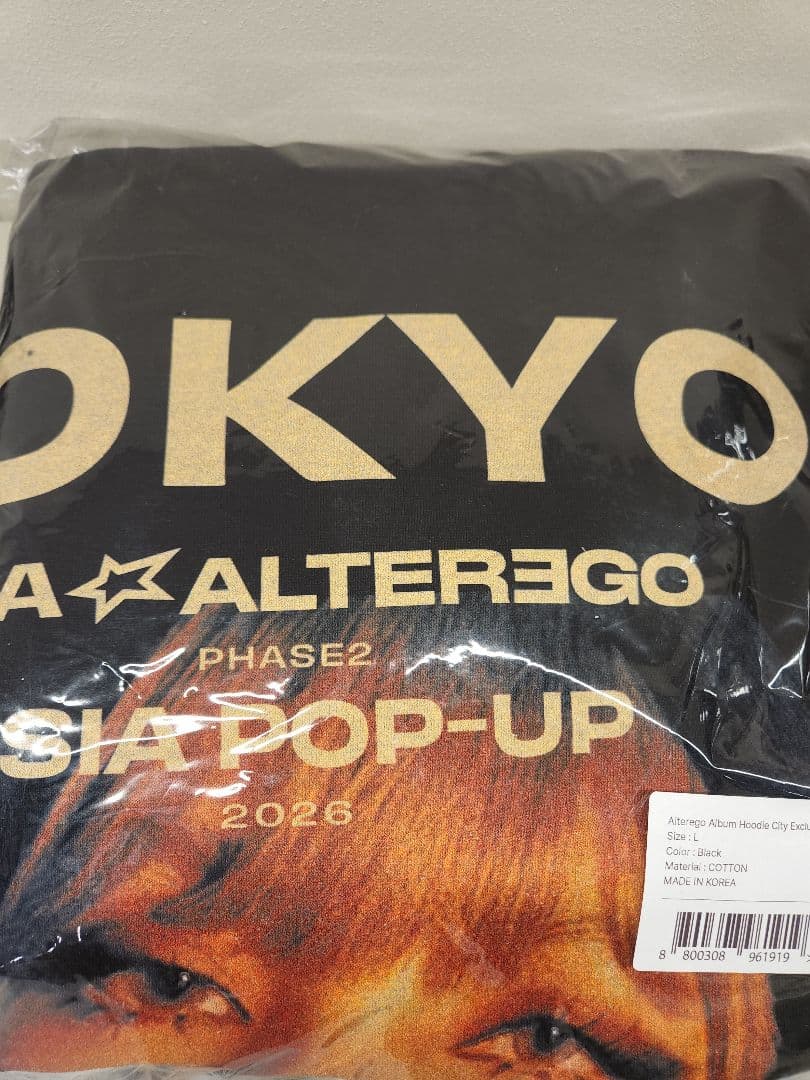 OKYO
A ALTERƎGO
PHASE2
SIA POP-UP
2026
Alterego Album Hoodie City Exclu
Size : L
Color : Black
Material : COTTON
MADE IN KOREA
8 800308 961919